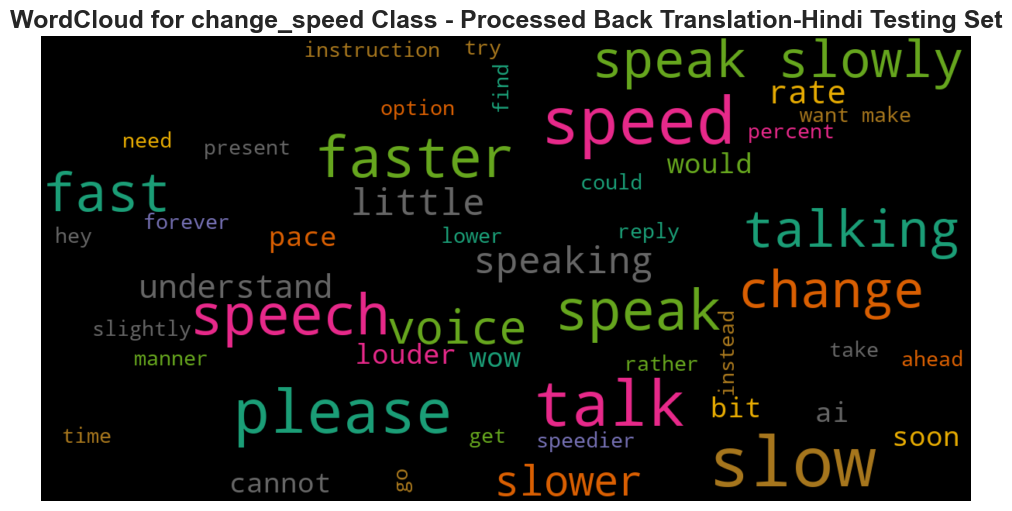 WordCloud for change_speed Class - Processed Back Translation-Hindi Testing Set
instruction try speak slowly
find
option rate
speed want make
need present faster would percent
fast little could
forever
hey pace lower reply talking
speaking
understand change
speech voice speak
slightly
manner louder wow rather instead take ahead
please talk bit ai
time get speedier soon
cannot go slower slow